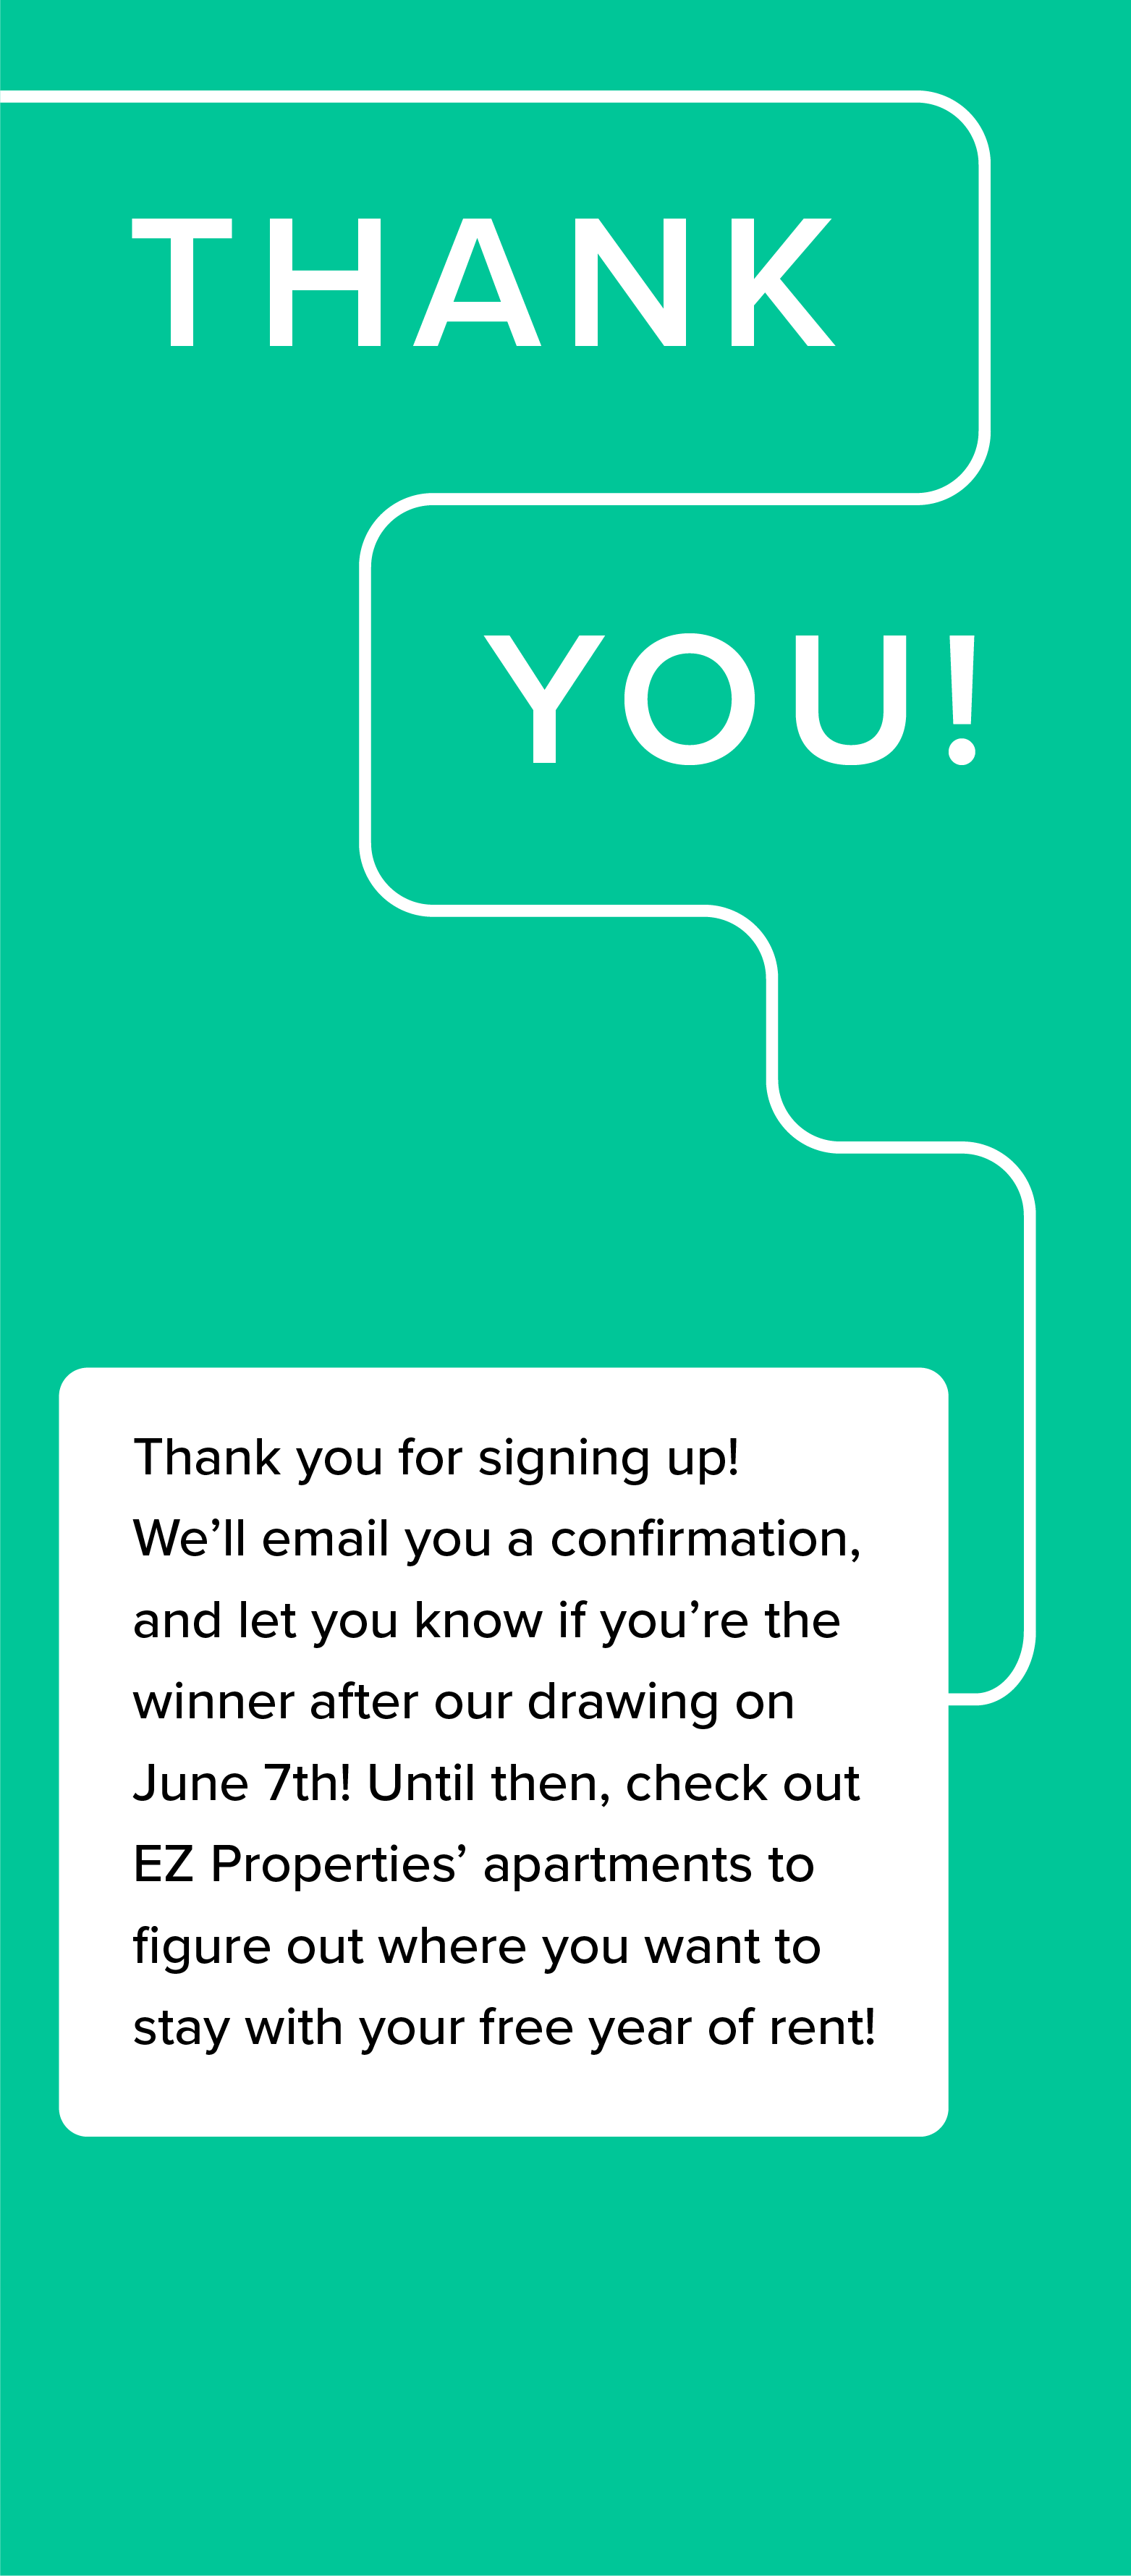 THANK
YOU!
Thank you for signing up!
We’ll email you a confirmation,
and let you know if you’re the
winner after our drawing on
June 7th! Until then, check out
EZ Properties’ apartments to
figure out where you want to
stay with your free year of rent!